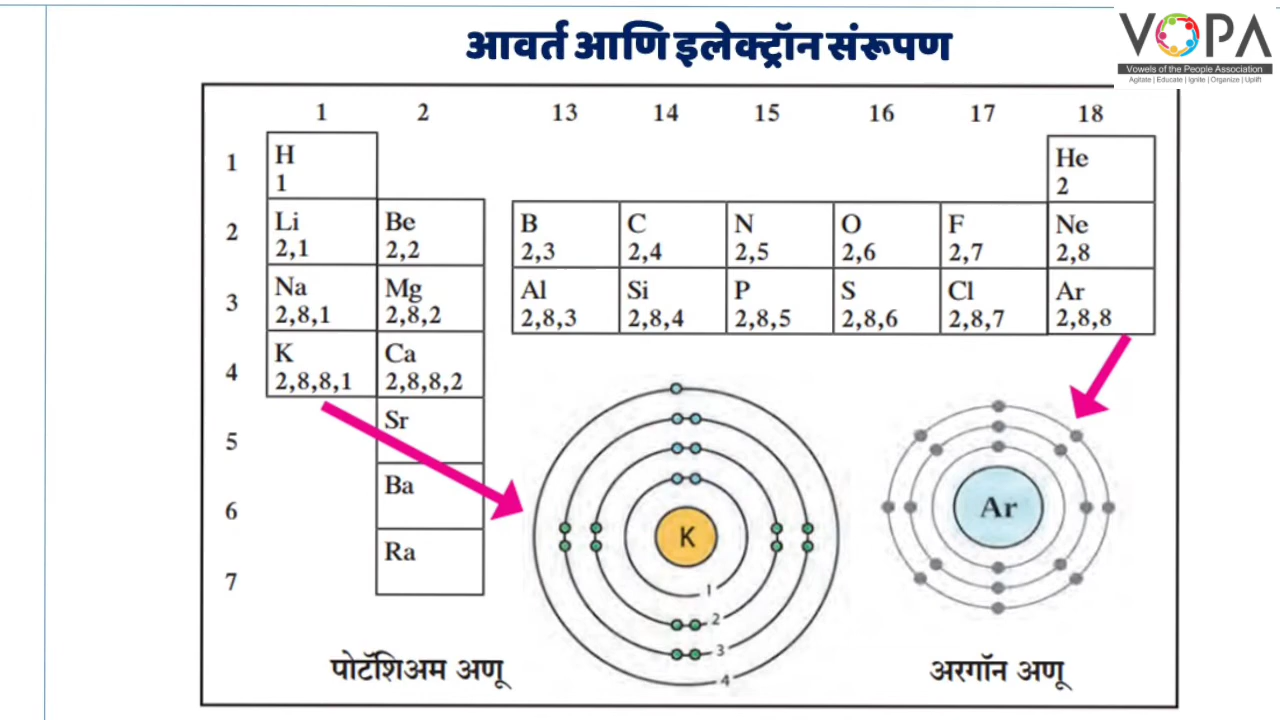 आवर्त आणि इलेक्ट्रॉन संरूपण
VOPA
Vowels of the People Association
Agitate | Educate | Ignite | Organize | Uplift
1 2 13 14 15 16 17 18
1 H He
1 2
2 Li Be B C N O F Ne
2,1 2,2 2,3 2,4 2,5 2,6 2,7 2,8
3 Na Mg Al Si P S Cl Ar
2,8,1 2,8,2 2,8,3 2,8,4 2,8,5 2,8,6 2,8,7 2,8,8
4 K Ca
2,8,8,1 2,8,8,2
5 Sr
6 Ba
7 Ra
K
1
2
3
4
Ar
पोटॅशिअम अणू
अरगॉन अणू